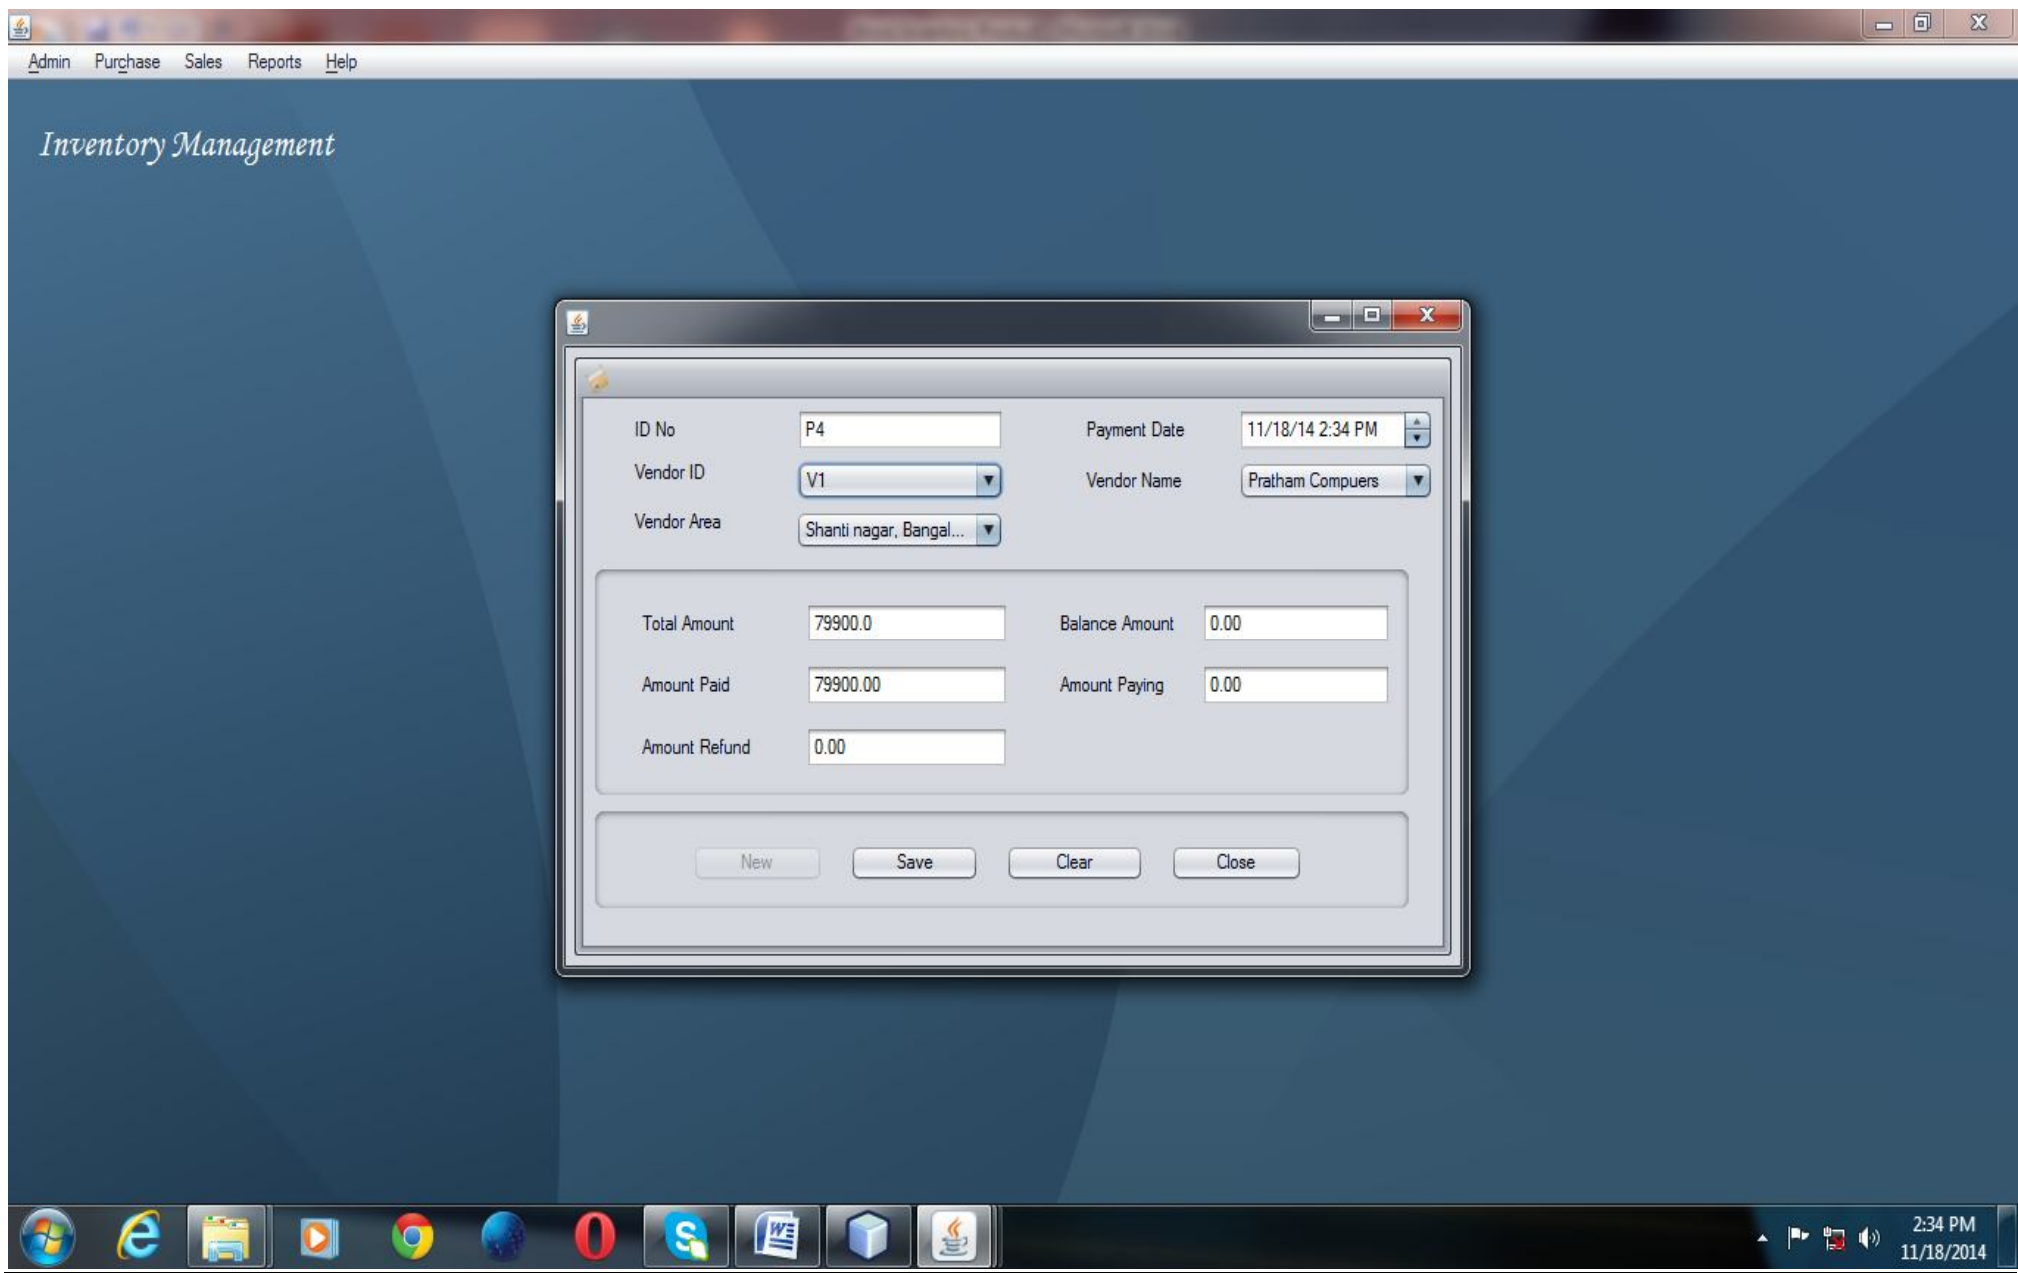 Admin Purchase Sales Reports Help
Inventory Management
ID No P4 Payment Date 11/18/14 2:34 PM
Vendor ID V1 Vendor Name Pratham Compuers
Vendor Area Shanti nagar, Bangal...
Total Amount 79900.0 Balance Amount 0.00
Amount Paid 79900.00 Amount Paying 0.00
Amount Refund 0.00
New Save Clear Close
2:34 PM
11/18/2014